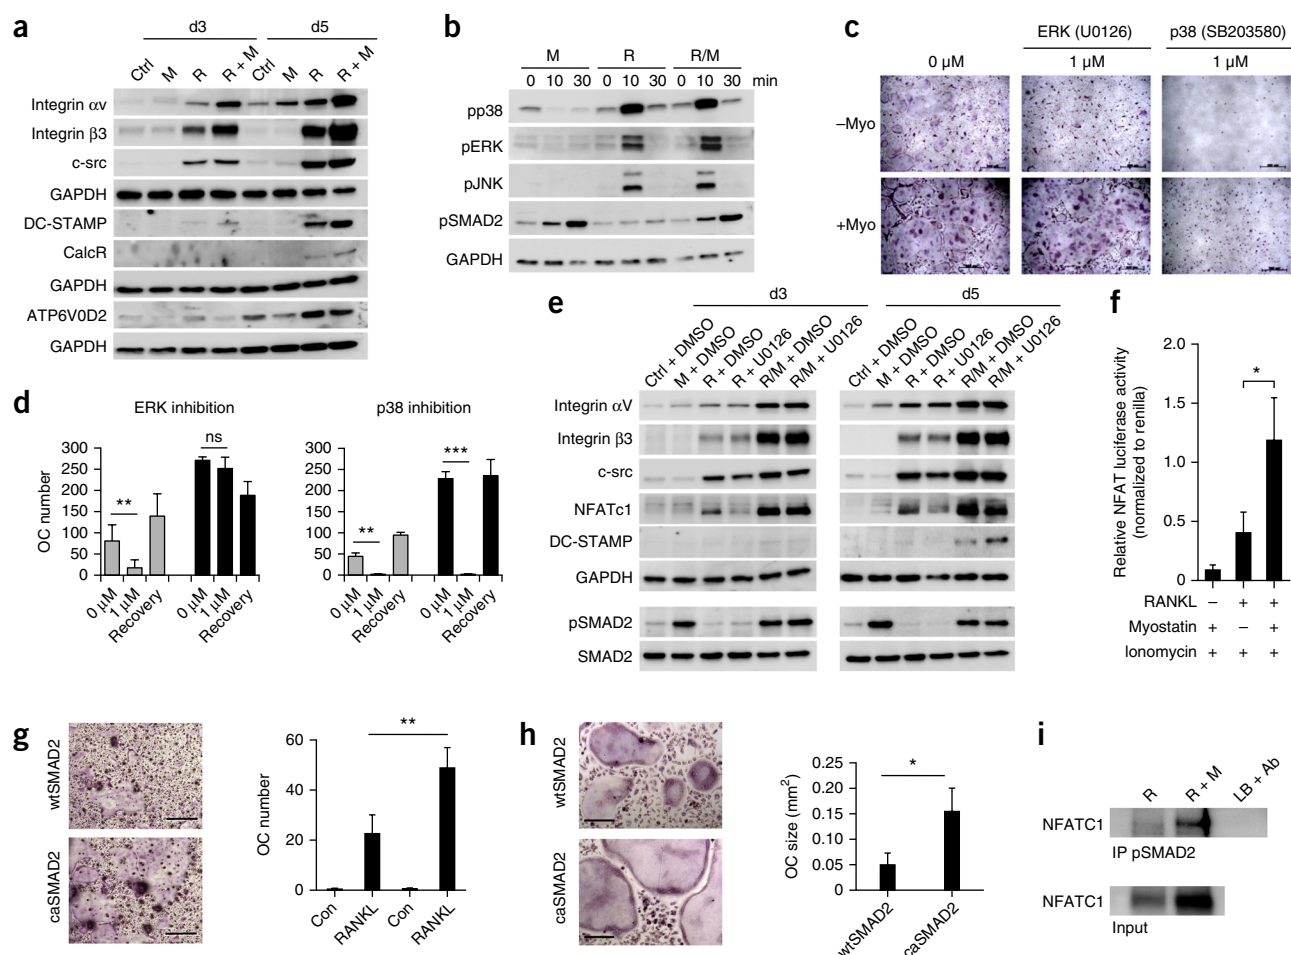 a
d3 d5
Ctrl M R R + M Ctrl M R R + M
Integrin αv
Integrin β3
c-src
GAPDH
DC-STAMP
CalcR
GAPDH
ATP6V0D2
GAPDH
b
M R R/M
0 10 30 0 10 30 0 10 30 min
pp38
pERK
pJNK
pSMAD2
GAPDH
c
ERK (U0126) p38 (SB203580)
0 µM 1 µM 1 µM
–Myo
+Myo
d
ERK inhibition
OC number
300
250
200
150
100
50
0
**
ns
0 µM 1 µM Recovery 0 µM 1 µM Recovery
p38 inhibition
300
250
200
150
100
50
0
**
***
0 µM 1 µM Recovery 0 µM 1 µM Recovery
e
d3 d5
Ctrl + DMSO M + DMSO R + DMSO R + U0126 R/M + DMSO R/M + U0126 Ctrl + DMSO M + DMSO R + DMSO R + U0126 R/M + DMSO R/M + U0126
Integrin αV
Integrin β3
c-src
NFATc1
DC-STAMP
GAPDH
pSMAD2
SMAD2
f
Relative NFAT luciferase activity
(normalized to renilla)
2.0
1.5
1.0
0.5
0
*
RANKL – + +
Myostatin + – +
Ionomycin + + +
g
wtSMAD2
caSMAD2
OC number
60
40
20
0
**
Con RANKL Con RANKL
h
wtSMAD2
caSMAD2
OC size (mm²)
0.25
0.20
0.15
0.10
0.05
0
*
wtSMAD2 caSMAD2
i
R R + M LB + Ab
NFATC1
IP pSMAD2
NFATC1
Input